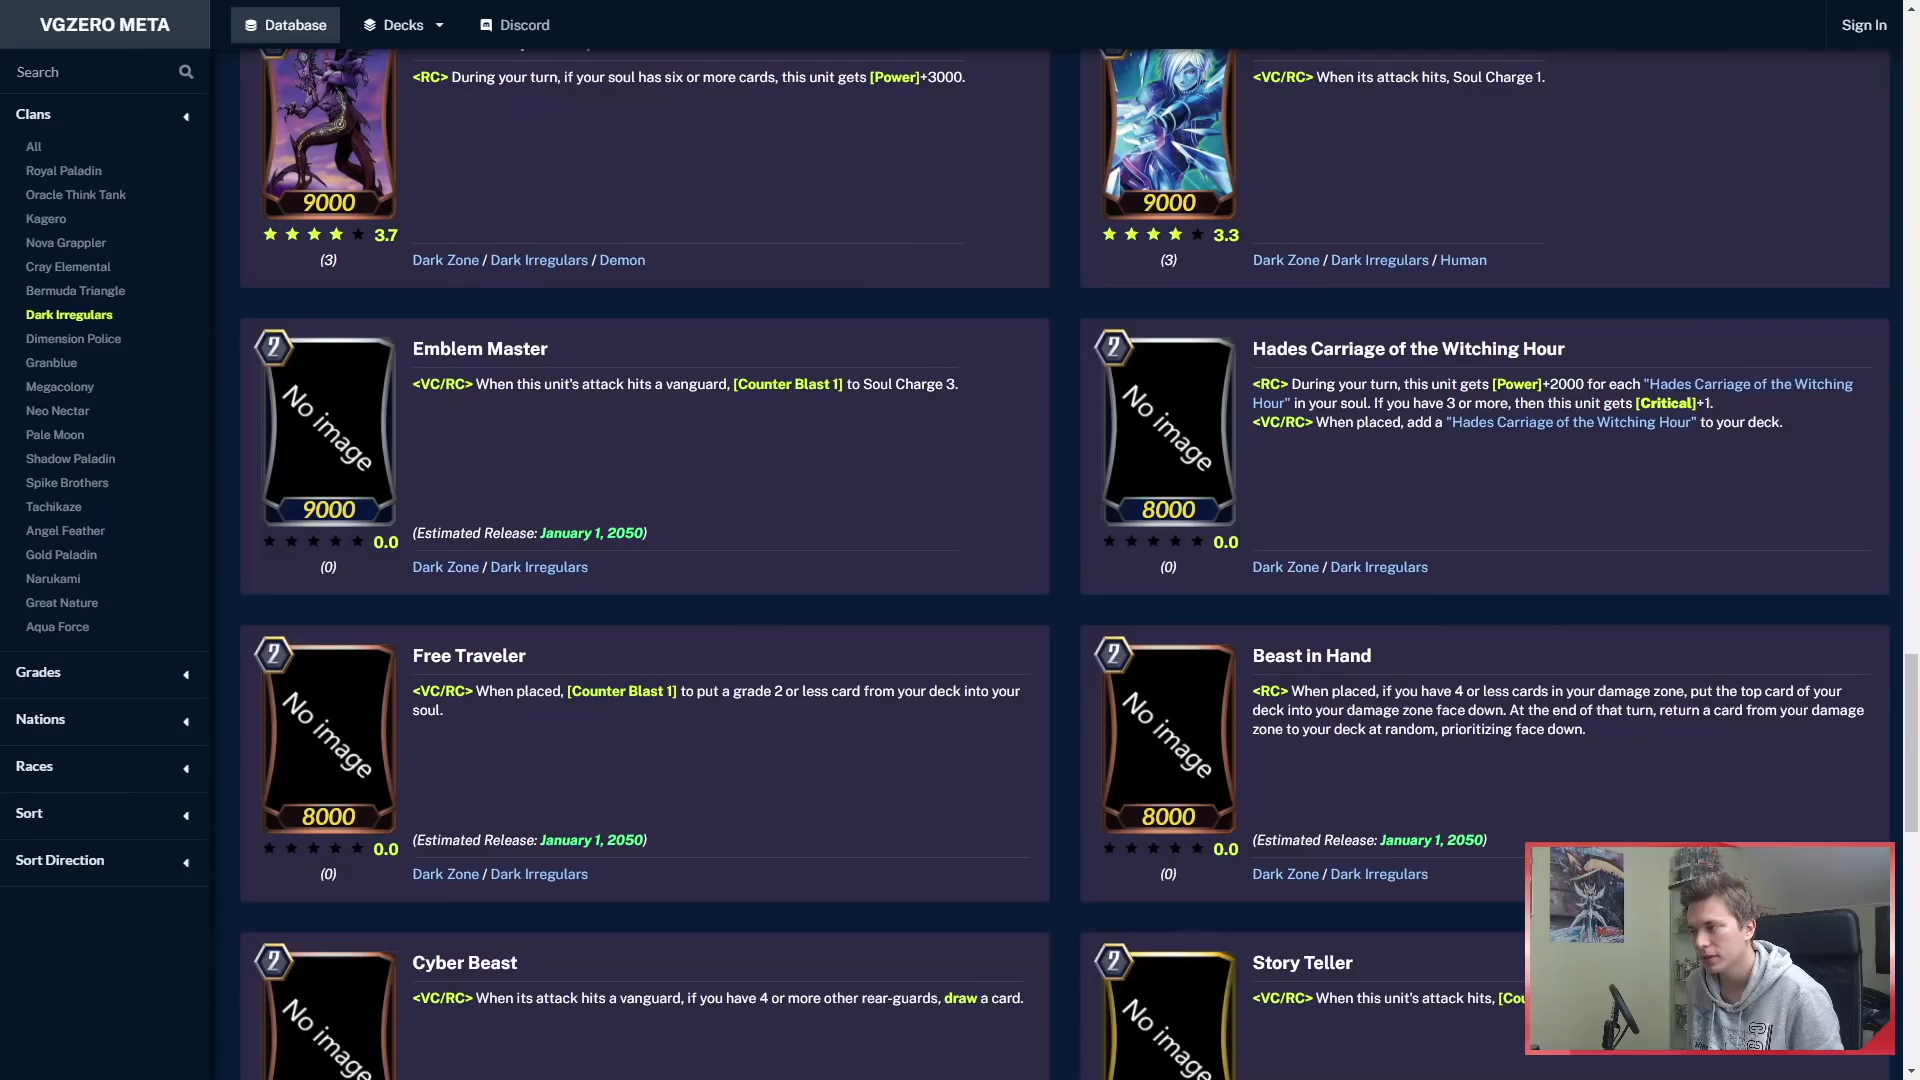 VGZERO META
Database
Decks
Discord
Sign In
Search
Clans
All
Royal Paladin
Oracle Think Tank
Kagero
Nova Grappler
Cray Elemental
Bermuda Triangle
Dark Irregulars
Dimension Police
Granblue
Megacolony
Neo Nectar
Pale Moon
Shadow Paladin
Spike Brothers
Tachikaze
Angel Feather
Gold Paladin
Narukami
Great Nature
Aqua Force
Grades
Nations
Races
Sort
Sort Direction
<RC> During your turn, if your soul has six or more cards, this unit gets [Power]+3000.
9000
3.7
(3)
Dark Zone / Dark Irregulars / Demon
<VC/RC> When its attack hits, Soul Charge 1.
9000
3.3
(3)
Dark Zone / Dark Irregulars / Human
2
Emblem Master
<VC/RC> When this unit's attack hits a vanguard, [Counter Blast 1] to Soul Charge 3.
No image
9000
(Estimated Release: January 1, 2050)
0.0
(0)
Dark Zone / Dark Irregulars
2
Hades Carriage of the Witching Hour
<RC> During your turn, this unit gets [Power]+2000 for each "Hades Carriage of the Witching
Hour" in your soul. If you have 3 or more, then this unit gets [Critical]+1.
<VC/RC> When placed, add a "Hades Carriage of the Witching Hour" to your deck.
No image
8000
0.0
(0)
Dark Zone / Dark Irregulars
2
Free Traveler
<VC/RC> When placed, [Counter Blast 1] to put a grade 2 or less card from your deck into your
soul.
No image
8000
(Estimated Release: January 1, 2050)
0.0
(0)
Dark Zone / Dark Irregulars
2
Beast in Hand
<RC> When placed, if you have 4 or less cards in your damage zone, put the top card of your
deck into your damage zone face down. At the end of that turn, return a card from your damage
zone to your deck at random, prioritizing face down.
No image
8000
(Estimated Release: January 1, 2050)
0.0
(0)
Dark Zone / Dark Irregulars
2
Cyber Beast
<VC/RC> When its attack hits a vanguard, if you have 4 or more other rear-guards, draw a card.
No image
2
Story Teller
<VC/RC> When this unit's attack hits, [Cou
No image